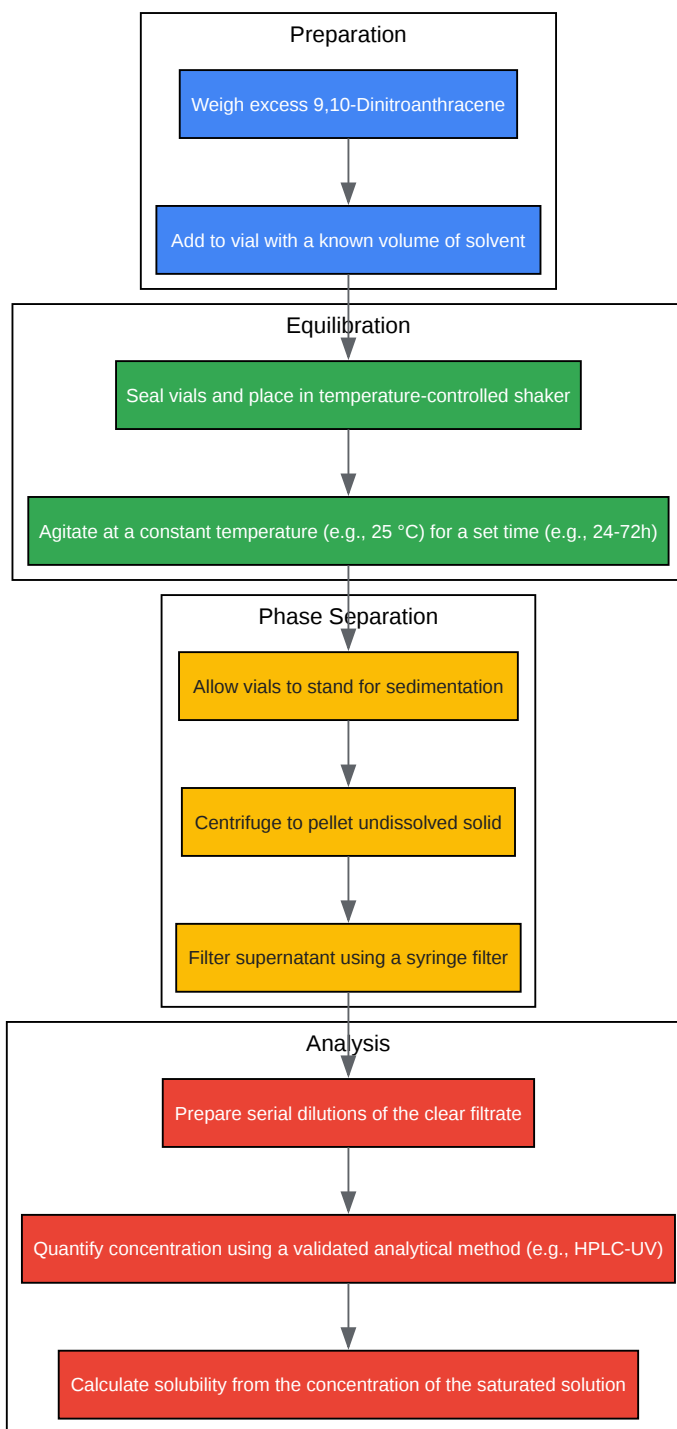 Preparation
Weigh excess 9,10-Dinitroanthracene
Add to vial with a known volume of solvent
Equilibration
Seal vials and place in temperature-controlled shaker
Agitate at a constant temperature (e.g., 25 °C) for a set time (e.g., 24-72h)
Phase Separation
Allow vials to stand for sedimentation
Centrifuge to pellet undissolved solid
Filter supernatant using a syringe filter
Analysis
Prepare serial dilutions of the clear filtrate
Quantify concentration using a validated analytical method (e.g., HPLC-UV)
Calculate solubility from the concentration of the saturated solution